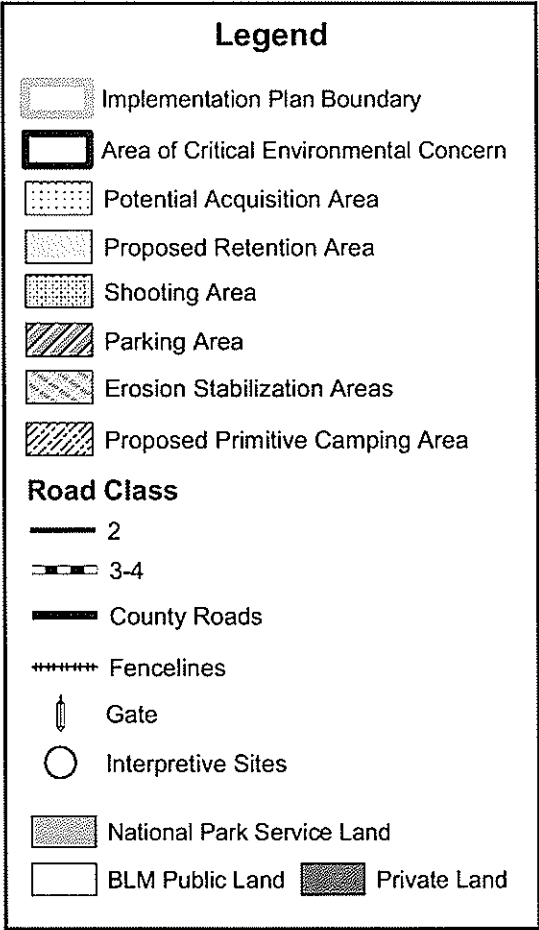 Legend
Implementation Plan Boundary
Area of Critical Environmental Concern
Potential Acquisition Area
Proposed Retention Area
Shooting Area
Parking Area
Erosion Stabilization Areas
Proposed Primitive Camping Area
Road Class
2
3-4
County Roads
Fencelines
Gate
Interpretive Sites
National Park Service Land
BLM Public Land Private Land